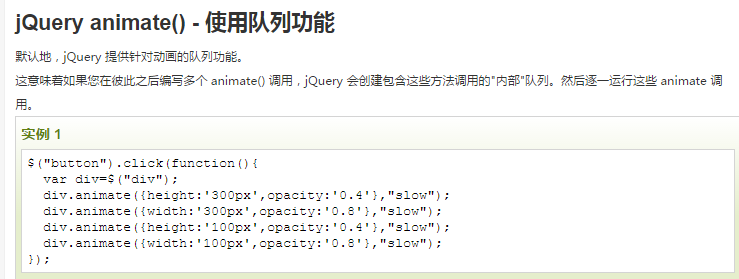 jQuery animate() - 使用队列功能
默认地，jQuery 提供针对动画的队列功能。
这意味着如果您在彼此之后编写多个 animate() 调用，jQuery 会创建包含这些方法调用的"内部"队列。然后逐一运行这些 animate 调
用。
实例 1
$("button").click(function(){
  var div=$("div");
  div.animate({height:'300px',opacity:'0.4'},"slow");
  div.animate({width:'300px',opacity:'0.8'},"slow");
  div.animate({height:'100px',opacity:'0.4'},"slow");
  div.animate({width:'100px',opacity:'0.8'},"slow");
});